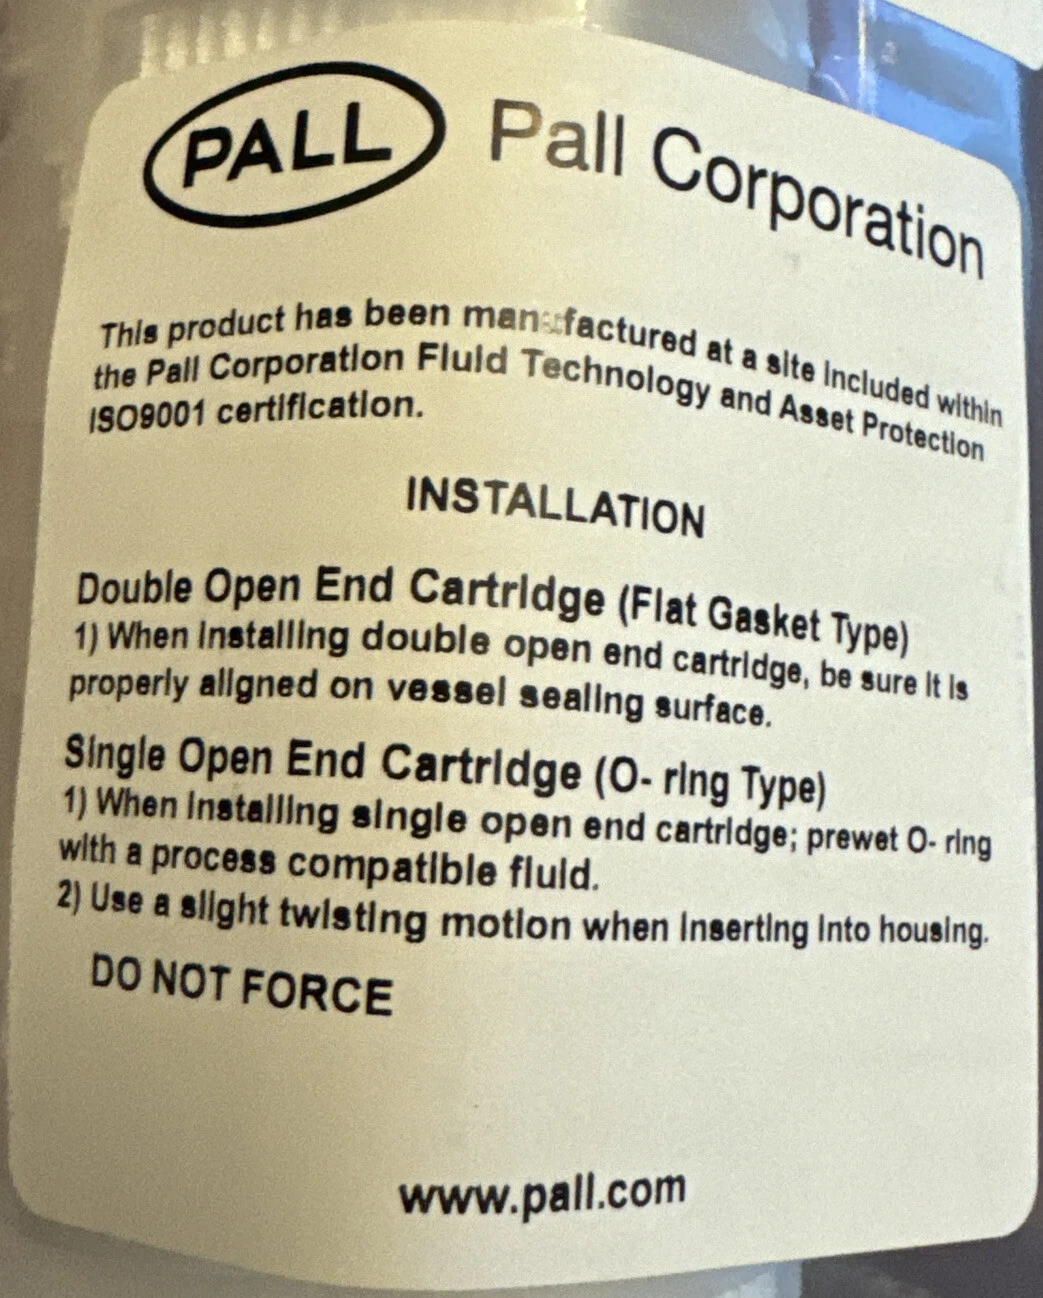 PALL Pall Corporation
This product has been manufactured at a site included within
the Pall Corporation Fluid Technology and Asset Protection
ISO9001 certification.
INSTALLATION
Double Open End Cartridge (Flat Gasket Type)
1) When installing double open end cartridge, be sure it is
properly aligned on vessel sealing surface.
Single Open End Cartridge (O- ring Type)
1) When installing single open end cartridge; prewet O- ring
with a process compatible fluid.
2) Use a slight twisting motion when inserting into housing.
DO NOT FORCE
www.pall.com